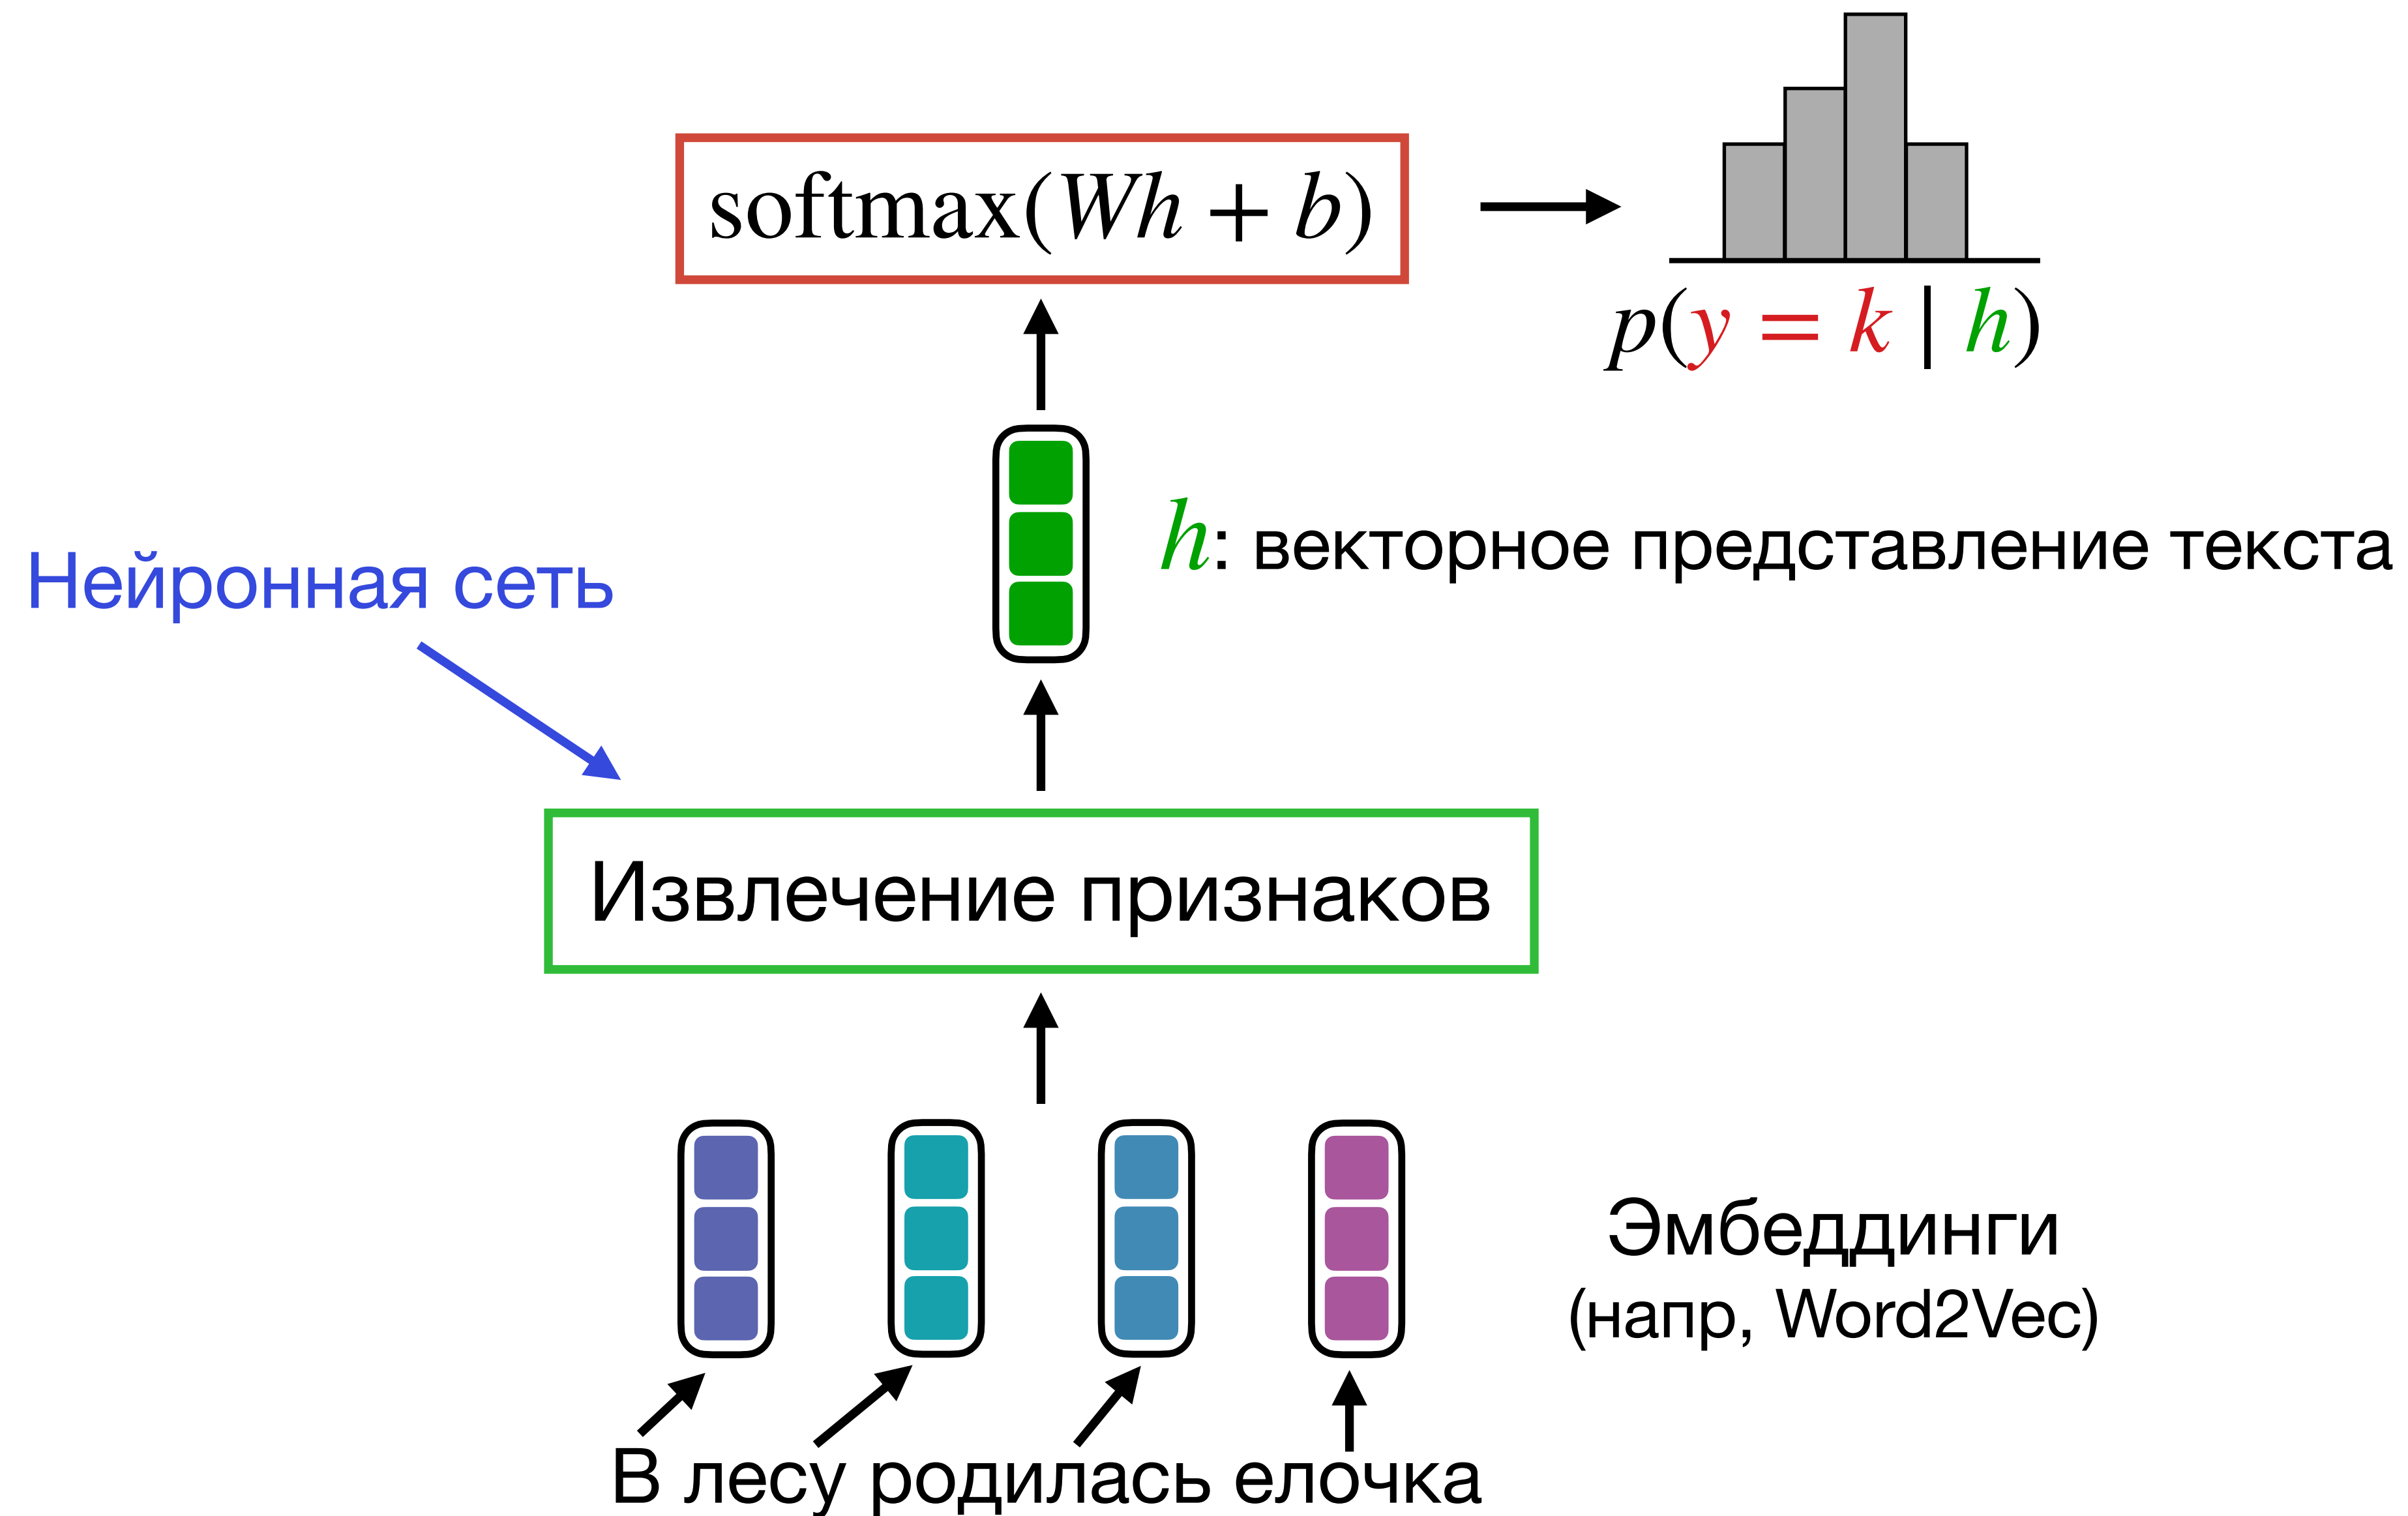 softmax(Wh + b)
p(y = k | h)
h: векторное представление текста
Нейронная сеть
Извлечение признаков
Эмбеддинги
(напр, Word2Vec)
В лесу родилась елочка